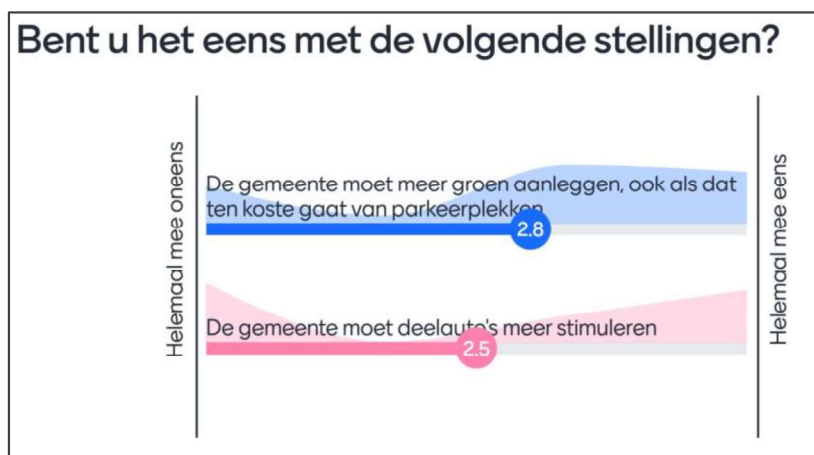 Bent u het eens met de volgende stellingen?
Helemaal mee oneens
De gemeente moet meer groen aanleggen, ook als dat
ten koste gaat van parkeerplekken
2.8
De gemeente moet deelauto's meer stimuleren
2.5
Helemaal mee eens